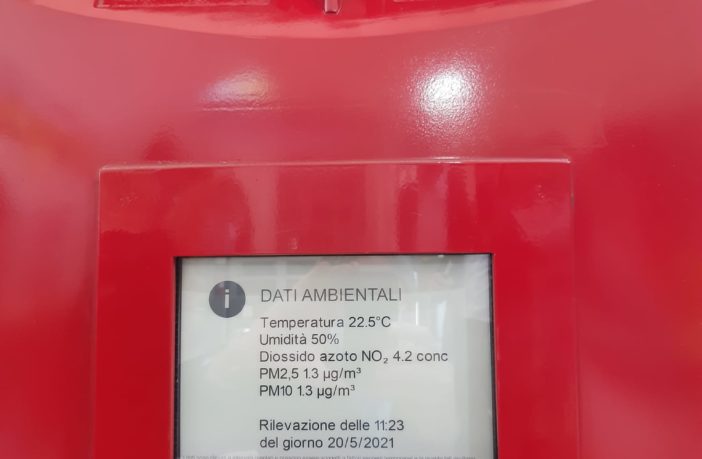 i DATI AMBIENTALI
Temperatura 22.5°C
Umidità 50%
Diossido azoto NO₂ 4.2 conc
PM2,5 1.3 µg/m³
PM10 1.3 µg/m³
Rilevazione delle 11:23
del giorno 20/5/2021